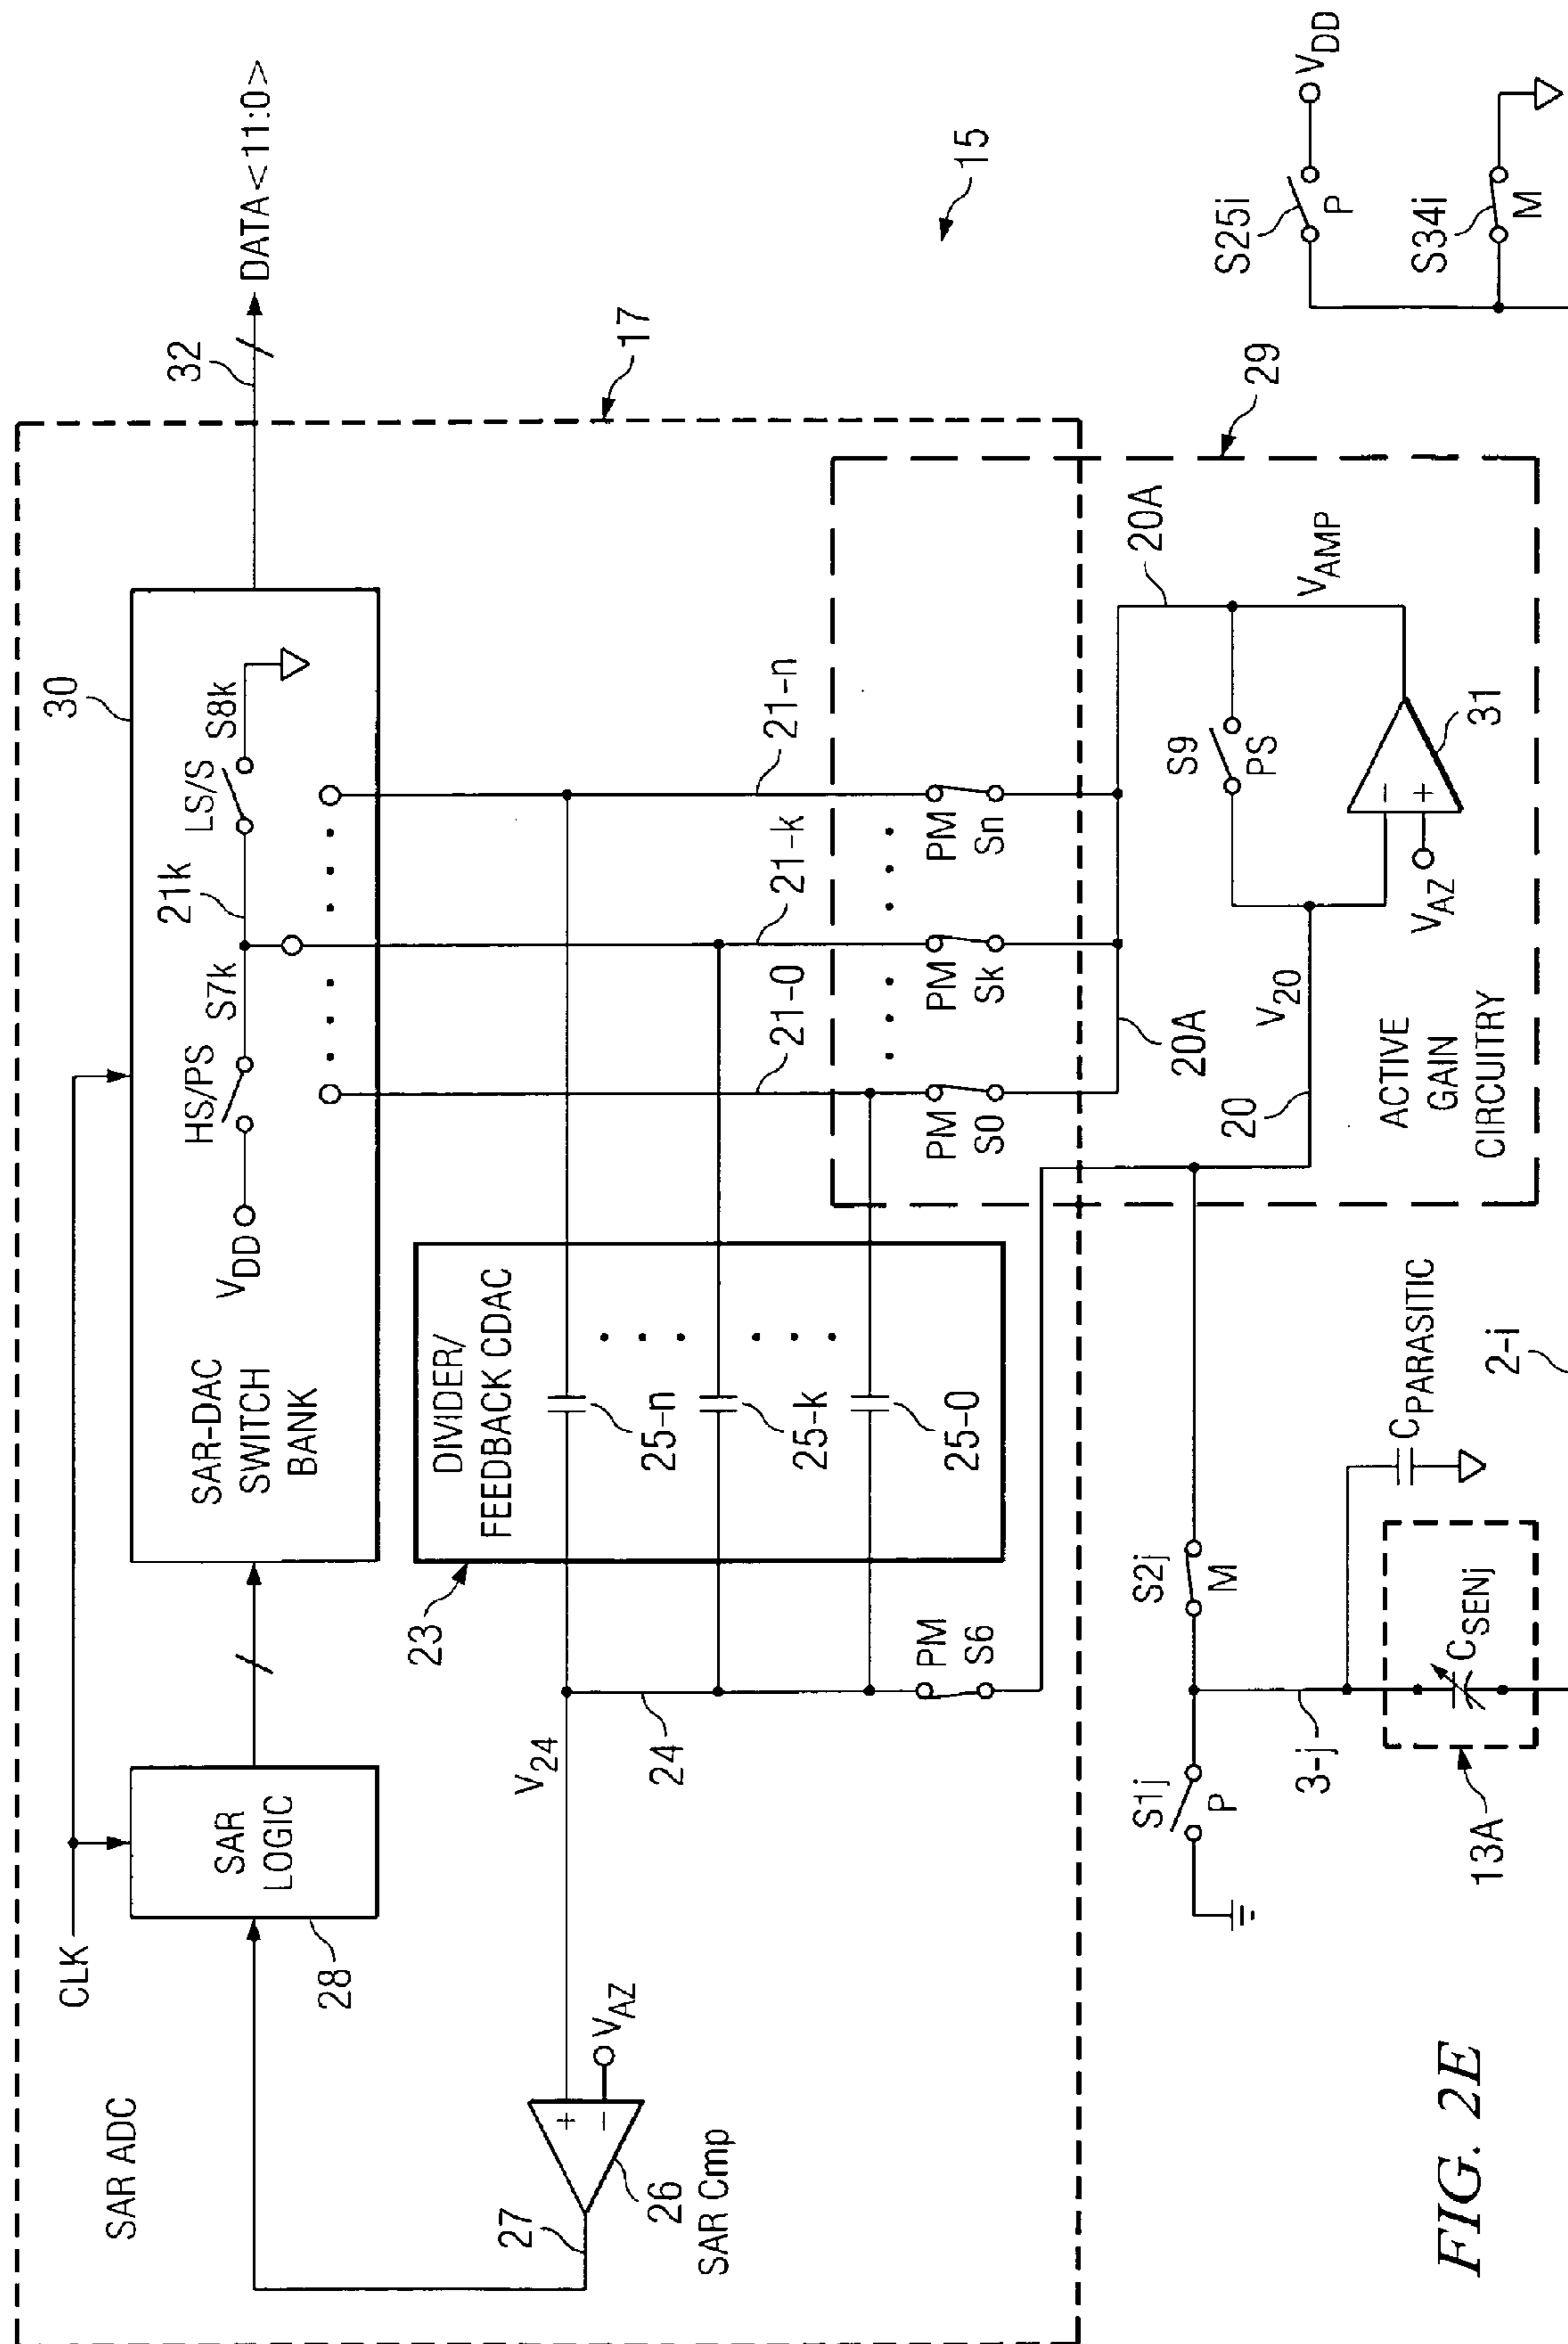 SAR ADC
CLK
SAR
LOGIC
28
30
SAR-DAC
SWITCH
BANK
VDD
HS/PS
S7k
21k
LS/S
S8k
32
DATA<11:0>
17
15
27
26
SAR Cmp
VAZ
V24
24
23
DIVIDER/
FEEDBACK CDAC
25-n
25-k
25-0
21-0
21-k
21-n
PM
S6
PM
S0
PM
Sk
PM
Sn
29
20A
20A
VAMP
S9
PS
31
VAZ
V20
20
ACTIVE
GAIN
CIRCUITRY
S1j
P
S2j
M
3-j
CPARASITIC
CSENj
13A
2-i
S25i
P
VDD
S34i
M
FIG. 2E